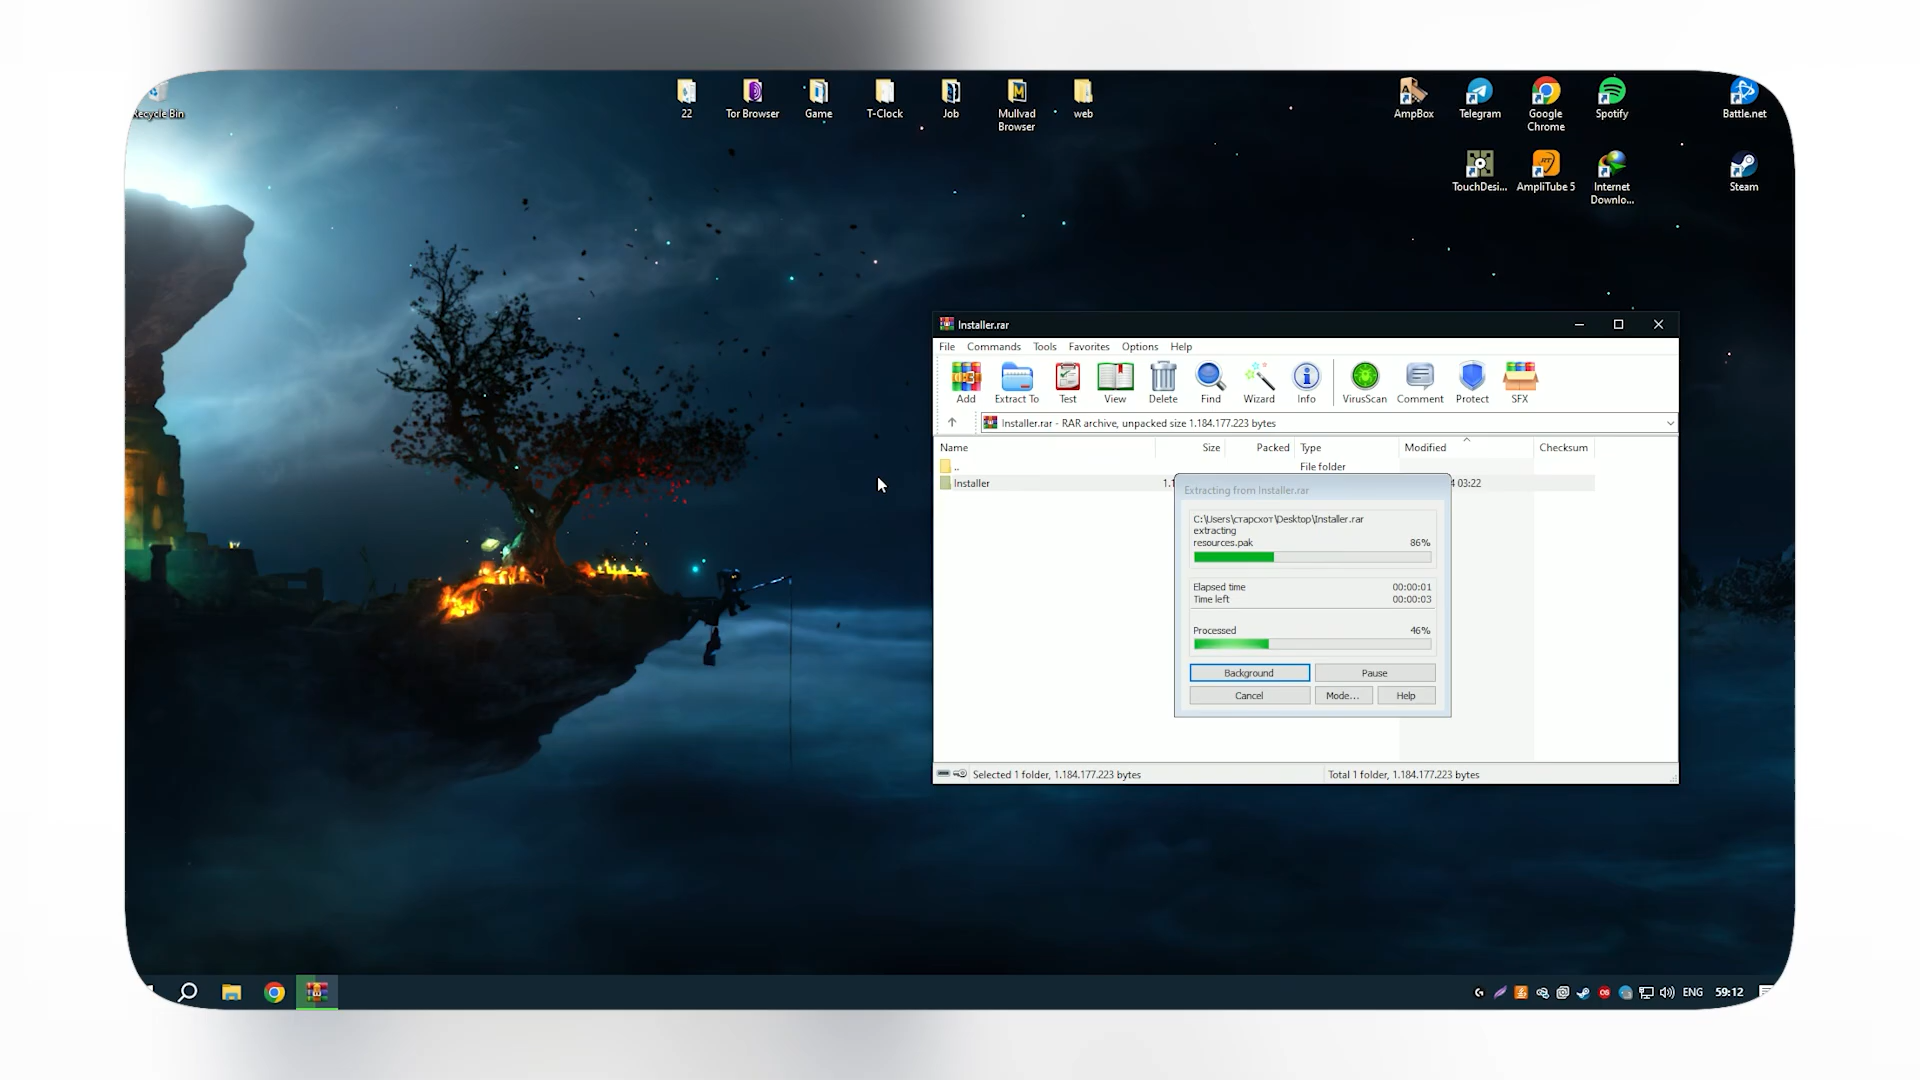 Recycle Bin
22
Tor Browser
Game
T-Clock
Job
Mullvad
Browser
web
AmpBox
Telegram
Google
Chrome
Spotify
Battle.net
TouchDesi...
AmpliTube 5
Internet
Downlo...
Steam
Installer.rar
File Commands Tools Favorites Options Help
Add Extract To Test View Delete Find Wizard Info VirusScan Comment Protect SFX
Installer.rar - RAR archive, unpacked size 1.184.177.223 bytes
Name Size Packed Type Modified Checksum
.. File folder
Installer 1.1 4 03:22
Extracting from Installer.rar
C:\Users\старсхот\Desktop\Installer.rar
extracting
resources.pak 86%
Elapsed time 00:00:01
Time left 00:00:03
Processed 46%
Background Pause
Cancel Mode... Help
Selected 1 folder, 1.184.177.223 bytes Total 1 folder, 1.184.177.223 bytes
ENG 59:12